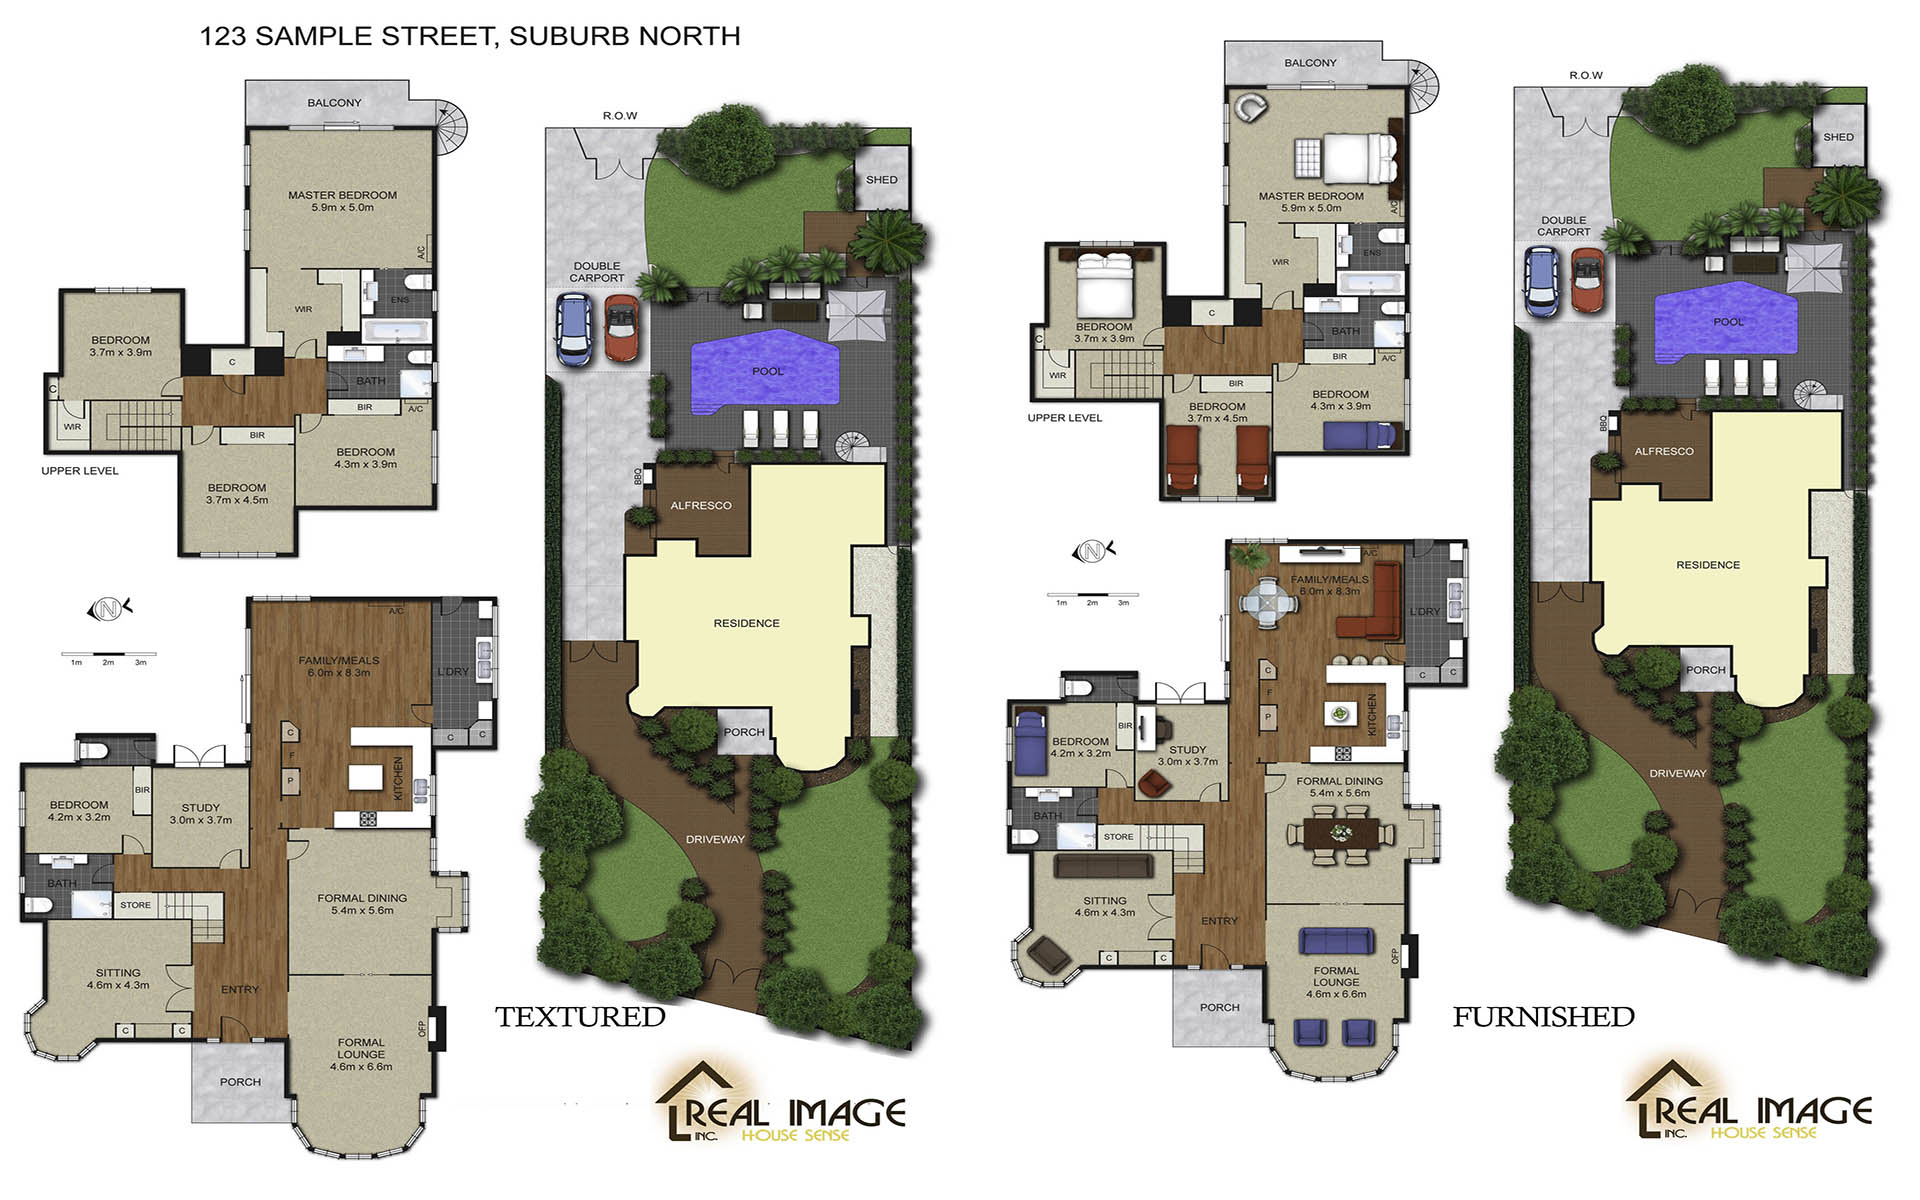 123 SAMPLE STREET, SUBURB NORTH
BALCONY
MASTER BEDROOM
5.9m x 5.0m
A/C
ENS
WIR
BEDROOM
3.7m x 3.9m
C
C
BATH
BIR
A/C
WIR
BIR
BEDROOM
4.3m x 3.9m
UPPER LEVEL
BEDROOM
3.7m x 4.5m
N
1m 2m 3m
A/C
FAMILY/MEALS
6.0m x 8.3m
L'DRY
C
F
P
C C
KITCHEN
BEDROOM
4.2m x 3.2m
BIR
STUDY
3.0m x 3.7m
BATH
STORE
FORMAL DINING
5.4m x 5.6m
SITTING
4.6m x 4.3m
ENTRY
C C
OFP
FORMAL
LOUNGE
4.6m x 6.6m
PORCH
R.O.W
SHED
DOUBLE
CARPORT
POOL
BBQ
ALFRESCO
RESIDENCE
PORCH
DRIVEWAY
TEXTURED
REAL IMAGE
INC. HOUSE SENSE
BALCONY
MASTER BEDROOM
5.9m x 5.0m
A/C
ENS
WIR
BEDROOM
3.7m x 3.9m
C
C
BATH
BIR
A/C
WIR
BIR
BEDROOM
4.3m x 3.9m
UPPER LEVEL
BEDROOM
3.7m x 4.5m
N
1m 2m 3m
A/C
FAMILY/MEALS
6.0m x 8.3m
L'DRY
C
F
P
C C
KITCHEN
BEDROOM
4.2m x 3.2m
BIR
STUDY
3.0m x 3.7m
BATH
STORE
FORMAL DINING
5.4m x 5.6m
SITTING
4.6m x 4.3m
ENTRY
C C
OFP
FORMAL
LOUNGE
4.6m x 6.6m
PORCH
R.O.W
SHED
DOUBLE
CARPORT
POOL
BBQ
ALFRESCO
RESIDENCE
PORCH
DRIVEWAY
FURNISHED
REAL IMAGE
INC. HOUSE SENSE